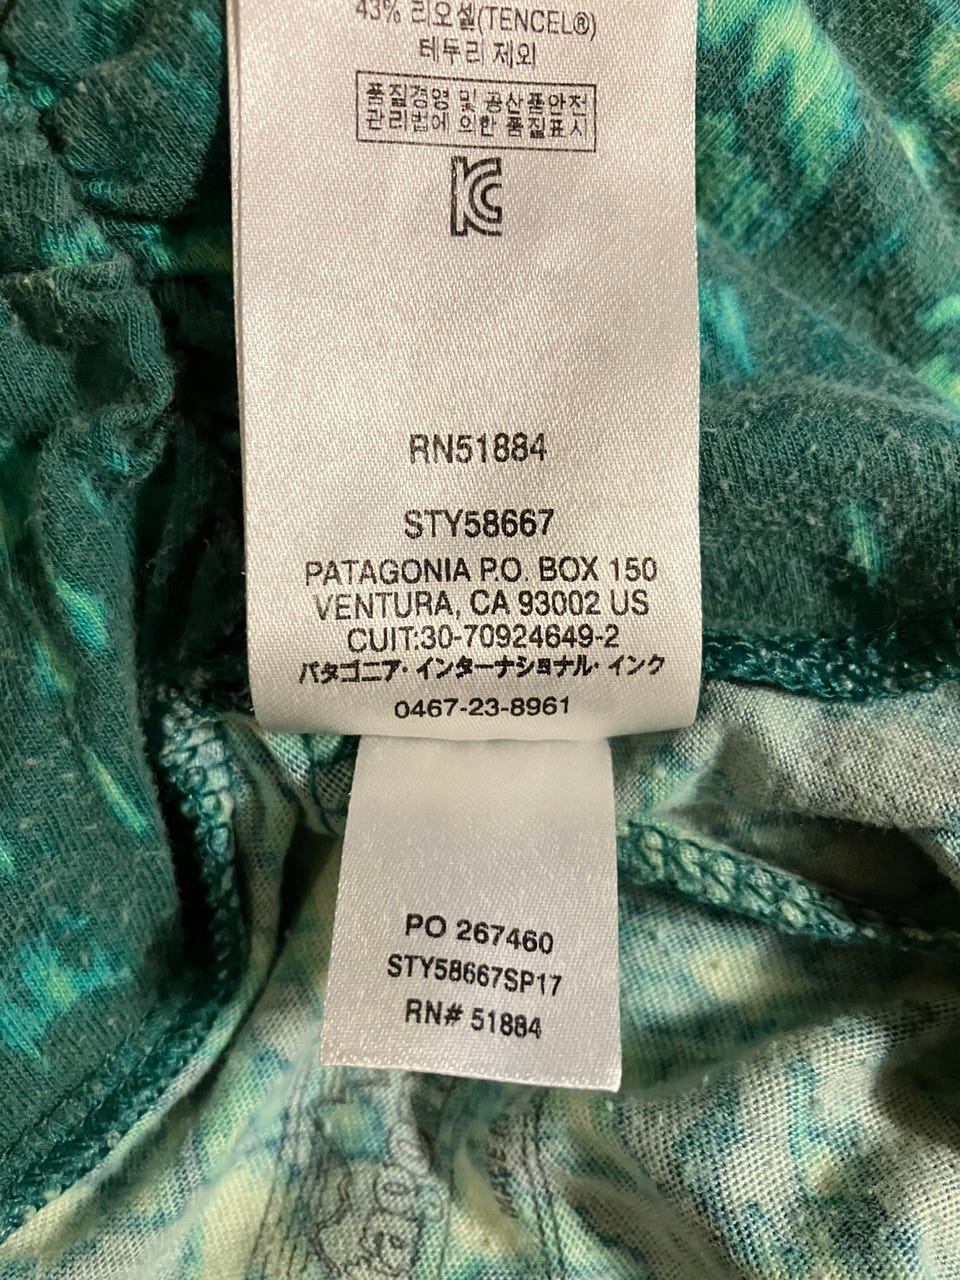 43% 리오셀(TENCEL®)
테두리 제외
품질경영 및 공산품안전
관리법에 의한 품질표시
RN51884
STY58667
PATAGONIA P.O. BOX 150
VENTURA, CA 93002 US
CUIT:30-70924649-2
パタゴニア・インターナショナル・インク
0467-23-8961
PO 267460
STY58667SP17
RN# 51884